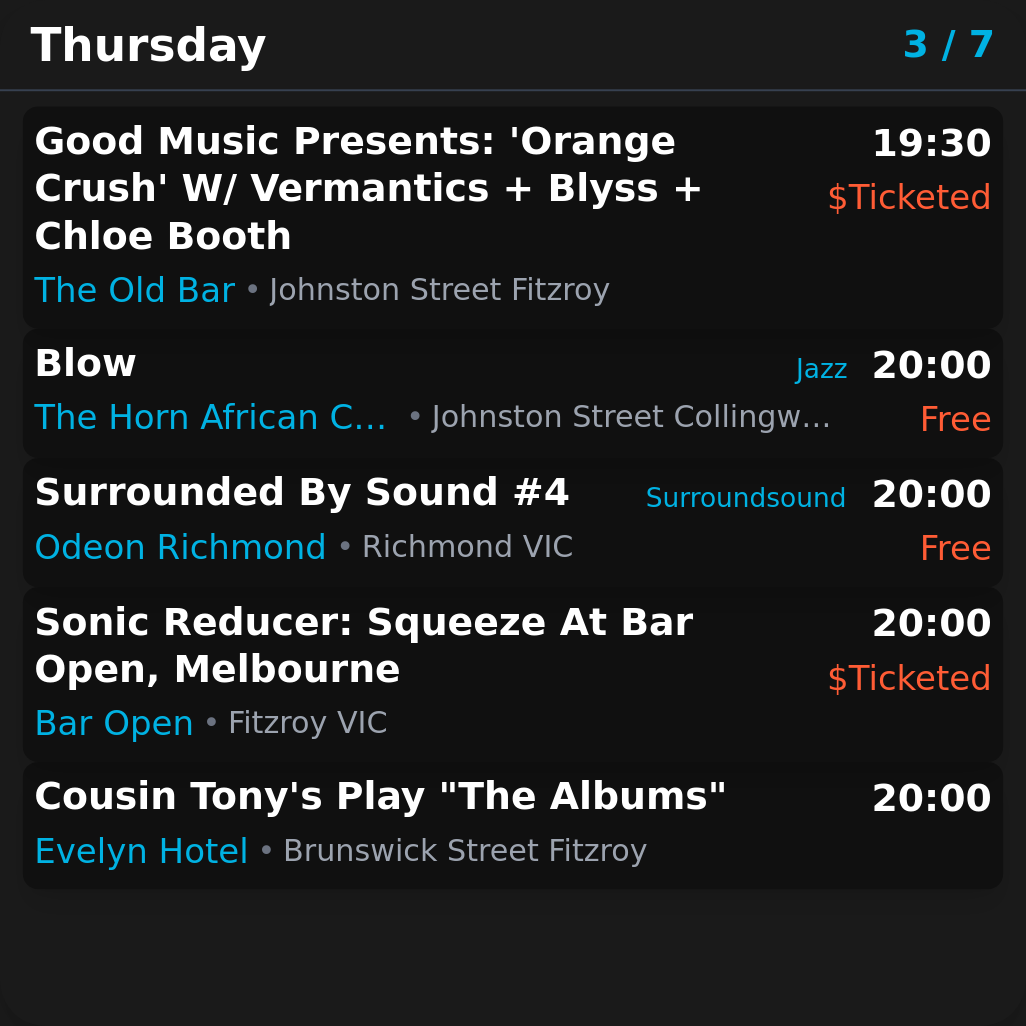 Thursday 3 / 7
Good Music Presents: 'Orange 19:30
Crush' W/ Vermantics + Blyss + $Ticketed
Chloe Booth
The Old Bar • Johnston Street Fitzroy
Blow Jazz 20:00
The Horn African C... • Johnston Street Collingw... Free
Surrounded By Sound #4 Surroundsound 20:00
Odeon Richmond • Richmond VIC Free
Sonic Reducer: Squeeze At Bar 20:00
Open, Melbourne $Ticketed
Bar Open • Fitzroy VIC
Cousin Tony's Play "The Albums" 20:00
Evelyn Hotel • Brunswick Street Fitzroy